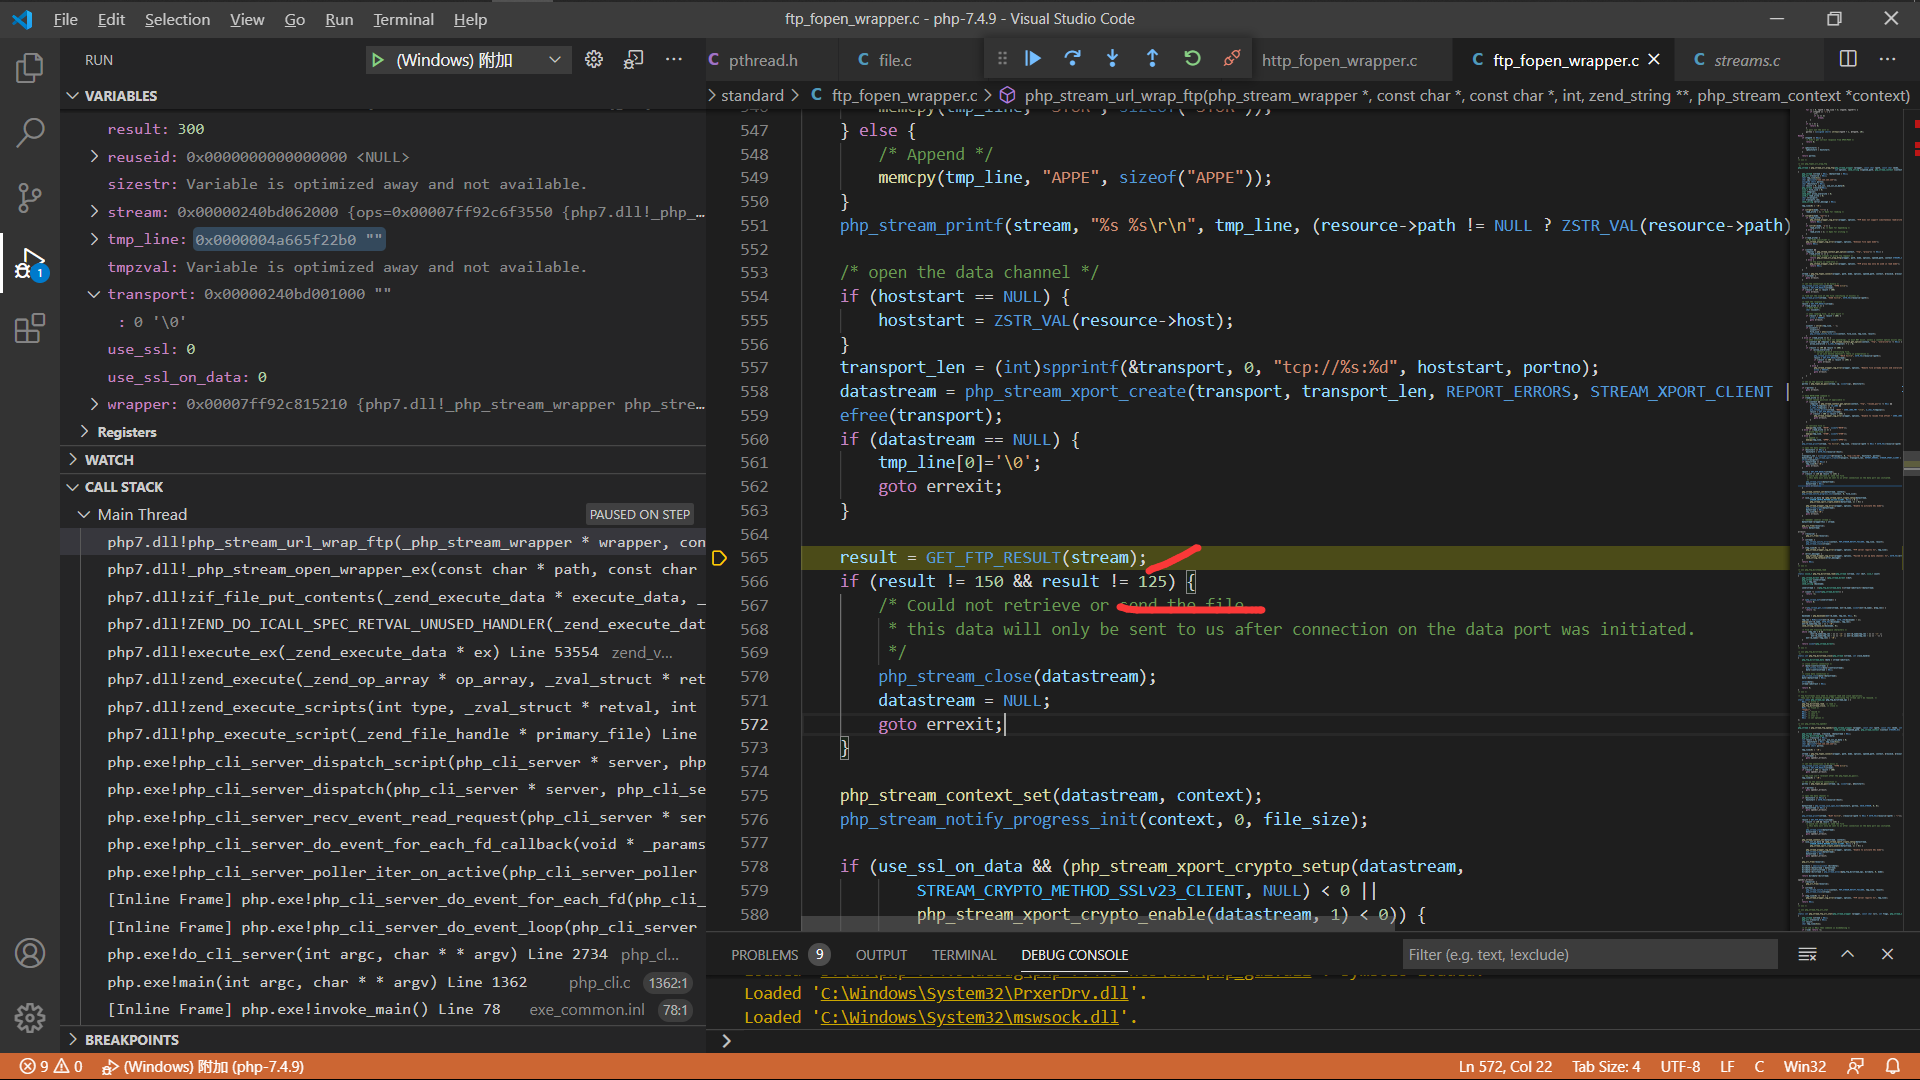 File Edit Selection View Go Run Terminal Help
ftp_fopen_wrapper.c - php-7.4.9 - Visual Studio Code
RUN
(Windows) 附加
VARIABLES
result: 300
reuseid: 0x0000000000000000 <NULL>
sizestr: Variable is optimized away and not available.
stream: 0x00000240bd062000 {ops=0x00007ff92c6f3550 {php7.dll!_php_…
tmp_line: 0x0000004a665f22b0 ""
tmpzval: Variable is optimized away and not available.
transport: 0x00000240bd001000 ""
: 0 '\0'
use_ssl: 0
use_ssl_on_data: 0
wrapper: 0x00007ff92c815210 {php7.dll!_php_stream_wrapper php_stre…
Registers
WATCH
CALL STACK
Main Thread
PAUSED ON STEP
php7.dll!php_stream_url_wrap_ftp(_php_stream_wrapper * wrapper, con
php7.dll!_php_stream_open_wrapper_ex(const char * path, const char
php7.dll!zif_file_put_contents(_zend_execute_data * execute_data, _
php7.dll!ZEND_DO_ICALL_SPEC_RETVAL_UNUSED_HANDLER(_zend_execute_dat
php7.dll!execute_ex(_zend_execute_data * ex) Line 53554 zend_v...
php7.dll!zend_execute(_zend_op_array * op_array, _zval_struct * ret
php7.dll!zend_execute_scripts(int type, _zval_struct * retval, int
php7.dll!php_execute_script(_zend_file_handle * primary_file) Line
php.exe!php_cli_server_dispatch_script(php_cli_server * server, php
php.exe!php_cli_server_dispatch(php_cli_server * server, php_cli_se
php.exe!php_cli_server_recv_event_read_request(php_cli_server * ser
php.exe!php_cli_server_do_event_for_each_fd_callback(void * _params
php.exe!php_cli_server_poller_iter_on_active(php_cli_server_poller
[Inline Frame] php.exe!php_cli_server_do_event_for_each_fd(php_cli_
[Inline Frame] php.exe!php_cli_server_do_event_loop(php_cli_server
php.exe!do_cli_server(int argc, char * * argv) Line 2734 php_cl...
php.exe!main(int argc, char * * argv) Line 1362 php_cli.c 1362:1
[Inline Frame] php.exe!invoke_main() Line 78 exe_common.inl 78:1
BREAKPOINTS
1
pthread.h
file.c
http_fopen_wrapper.c
ftp_fopen_wrapper.c
streams.c
standard > ftp_fopen_wrapper.c > php_stream_url_wrap_ftp(php_stream_wrapper *, const char *, const char *, int, zend_string **, php_stream_context *context)
547 } else {
548 /* Append */
549 memcpy(tmp_line, "APPE", sizeof("APPE"));
550 }
551 php_stream_printf(stream, "%s %s\r\n", tmp_line, (resource->path != NULL ? ZSTR_VAL(resource->path)
552
553 /* open the data channel */
554 if (hoststart == NULL) {
555 hoststart = ZSTR_VAL(resource->host);
556 }
557 transport_len = (int)spprintf(&transport, 0, "tcp://%s:%d", hoststart, portno);
558 datastream = php_stream_xport_create(transport, transport_len, REPORT_ERRORS, STREAM_XPORT_CLIENT |
559 efree(transport);
560 if (datastream == NULL) {
561 tmp_line[0]='\0';
562 goto errexit;
563 }
564
565 result = GET_FTP_RESULT(stream);
566 if (result != 150 && result != 125) {
567 /* Could not retrieve or send the file
568 * this data will only be sent to us after connection on the data port was initiated.
569 */
570 php_stream_close(datastream);
571 datastream = NULL;
572 goto errexit;
573 }
574
575 php_stream_context_set(datastream, context);
576 php_stream_notify_progress_init(context, 0, file_size);
577
578 if (use_ssl_on_data && (php_stream_xport_crypto_setup(datastream,
579 STREAM_CRYPTO_METHOD_SSLv23_CLIENT, NULL) < 0 ||
580 php_stream_xport_crypto_enable(datastream, 1) < 0)) {
PROBLEMS 9 OUTPUT TERMINAL DEBUG CONSOLE
Filter (e.g. text, !exclude)
Loaded 'C:\Windows\System32\PrxerDrv.dll'.
Loaded 'C:\Windows\System32\mswsock.dll'.
9 0 (Windows) 附加 (php-7.4.9)
Ln 572, Col 22 Tab Size: 4 UTF-8 LF C Win32